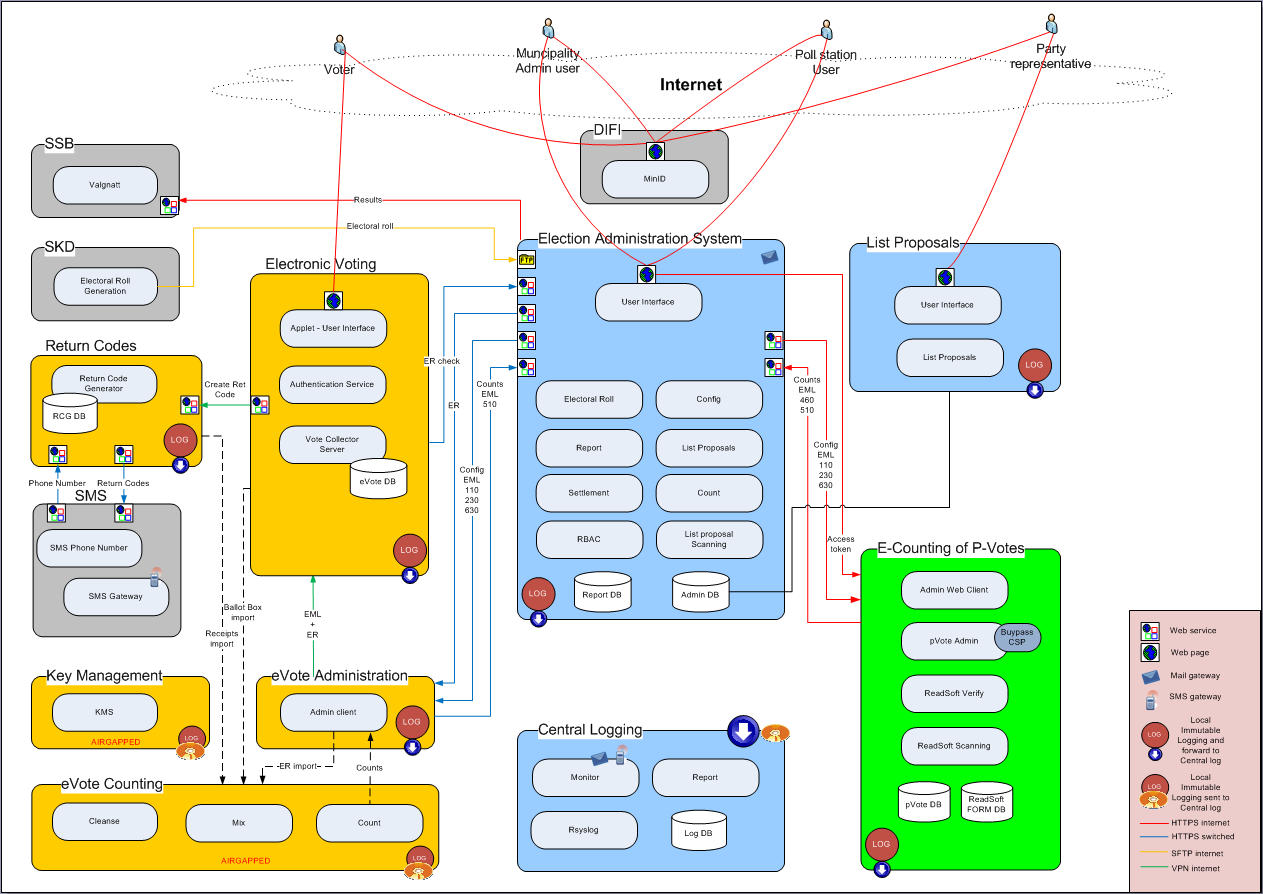 Voter
Muncipality
Admin user
Poll station
User
Party
representative
Internet
DIFI
MinID
SSB
Valgnatt
Results
SKD
Electoral Roll
Generation
Electoral roll
Electronic Voting
Applet - User Interface
Authentication Service
Vote Collector
Server
eVote DB
LOG
Return Codes
Return Code
Generator
RCG DB
LOG
Create Ret
Code
Phone Number
Return Codes
SMS
SMS Phone Number
SMS Gateway
ER check
ER
Counts
EML
510
Config
EML
110
230
630
Election Administration System
FTP
User Interface
Electoral Roll
Config
Report
List Proposals
Settlement
Count
RBAC
List proposal
Scanning
Report DB
Admin DB
LOG
List Proposals
User Interface
List Proposals
LOG
Counts
EML
460
510
Config
EML
110
230
630
Access
token
E-Counting of P-Votes
Admin Web Client
pVote Admin
Buypass
CSP
ReadSoft Verify
ReadSoft Scanning
pVote DB
ReadSoft
FORM DB
LOG
Ballot Box
import
Receipts
import
EML
+
ER
Key Management
KMS
AIRGAPPED
LOG
eVote Administration
Admin client
LOG
ER import
Counts
eVote Counting
Cleanse
Mix
Count
AIRGAPPED
LOG
Central Logging
Monitor
Report
Rsyslog
Log DB
Web service
Web page
Mail gateway
SMS gateway
LOG
Local
Immutable
Logging and
forward to
Central log
LOG
Local
Immutable
Logging sent to
Central log
HTTPS internet
HTTPS switched
SFTP internet
VPN internet